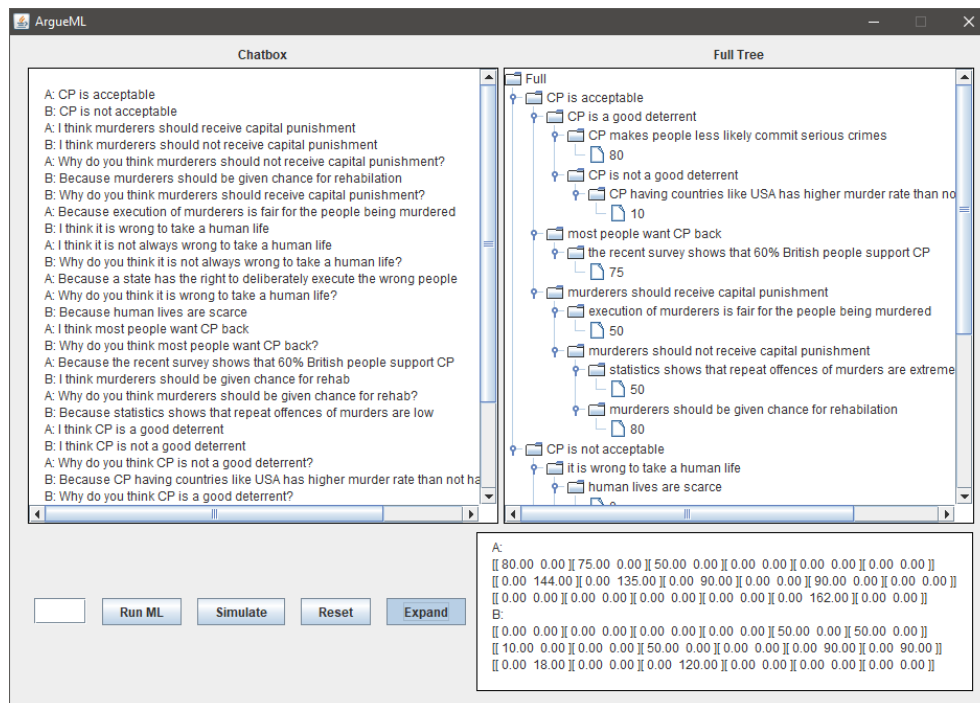 ArgueML
Chatbox
A: CP is acceptable
B: CP is not acceptable
A: I think murderers should receive capital punishment
B: I think murderers should not receive capital punishment
A: Why do you think murderers should not receive capital punishment?
B: Because murderers should be given chance for rehabilation
B: Why do you think murderers should receive capital punishment?
A: Because execution of murderers is fair for the people being murdered
B: I think it is wrong to take a human life
A: I think it is not always wrong to take a human life
B: Why do you think it is not always wrong to take a human life?
A: Because a state has the right to deliberately execute the wrong people
A: Why do you think it is wrong to take a human life?
B: Because human lives are scarce
A: I think most people want CP back
B: Why do you think most people want CP back?
A: Because the recent survey shows that 60% British people support CP
B: I think murderers should be given chance for rehab
A: Why do you think murderers should be given chance for rehab?
B: Because statistics shows that repeat offences of murders are low
A: I think CP is a good deterrent
B: I think CP is not a good deterrent
A: Why do you think CP is not a good deterrent?
B: Because CP having countries like USA has higher murder rate than not ha
B: Why do you think CP is a good deterrent?
Full Tree
Full
CP is acceptable
CP is a good deterrent
CP makes people less likely commit serious crimes
80
CP is not a good deterrent
CP having countries like USA has higher murder rate than no
10
most people want CP back
the recent survey shows that 60% British people support CP
75
murderers should receive capital punishment
execution of murderers is fair for the people being murdered
50
murderers should not receive capital punishment
statistics shows that repeat offences of murders are extreme
50
murderers should be given chance for rehabilation
80
CP is not acceptable
it is wrong to take a human life
human lives are scarce
Run ML
Simulate
Reset
Expand
A:
[[ 80.00 0.00 ][ 75.00 0.00 ][ 50.00 0.00 ][ 0.00 0.00 ][ 0.00 0.00 ][ 0.00 0.00 ]]
[[ 0.00 144.00 ][ 0.00 135.00 ][ 0.00 90.00 ][ 0.00 0.00 ][ 90.00 0.00 ][ 0.00 0.00 ]]
[[ 0.00 0.00 ][ 0.00 0.00 ][ 0.00 0.00 ][ 0.00 0.00 ][ 0.00 162.00 ][ 0.00 0.00 ]]
B:
[[ 0.00 0.00 ][ 0.00 0.00 ][ 0.00 0.00 ][ 0.00 0.00 ][ 50.00 0.00 ][ 50.00 0.00 ]]
[[ 10.00 0.00 ][ 0.00 0.00 ][ 50.00 0.00 ][ 0.00 0.00 ][ 0.00 90.00 ][ 0.00 90.00 ]]
[[ 0.00 18.00 ][ 0.00 0.00 ][ 0.00 120.00 ][ 0.00 0.00 ][ 0.00 0.00 ][ 0.00 0.00 ]]